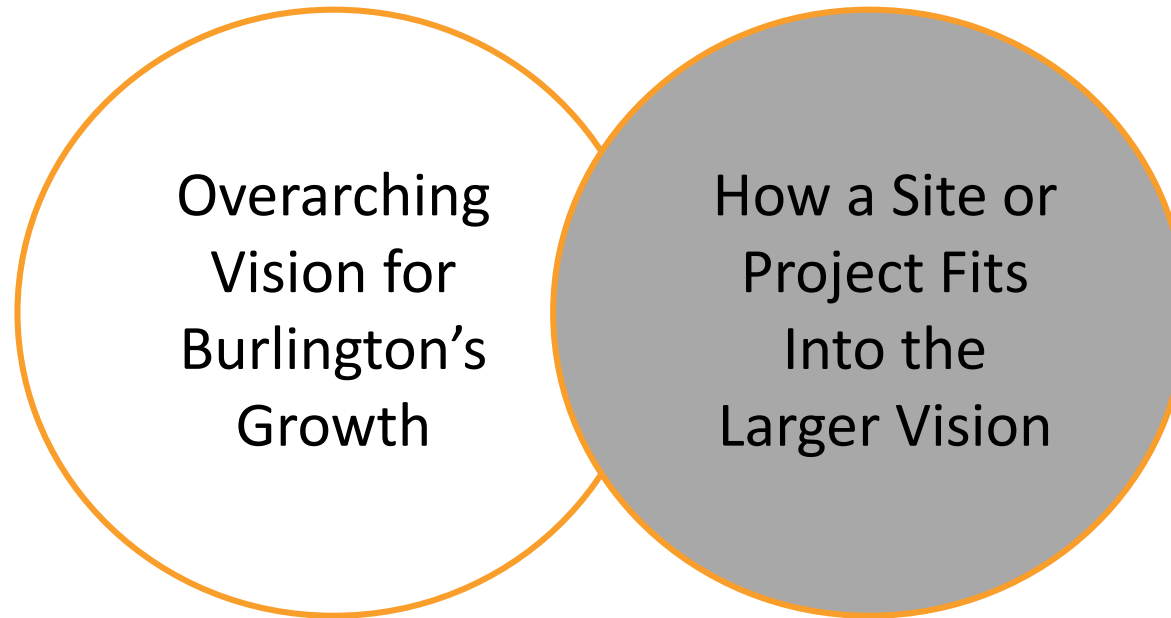 Overarching
Vision for
Burlington’s
Growth
How a Site or
Project Fits
Into the
Larger Vision